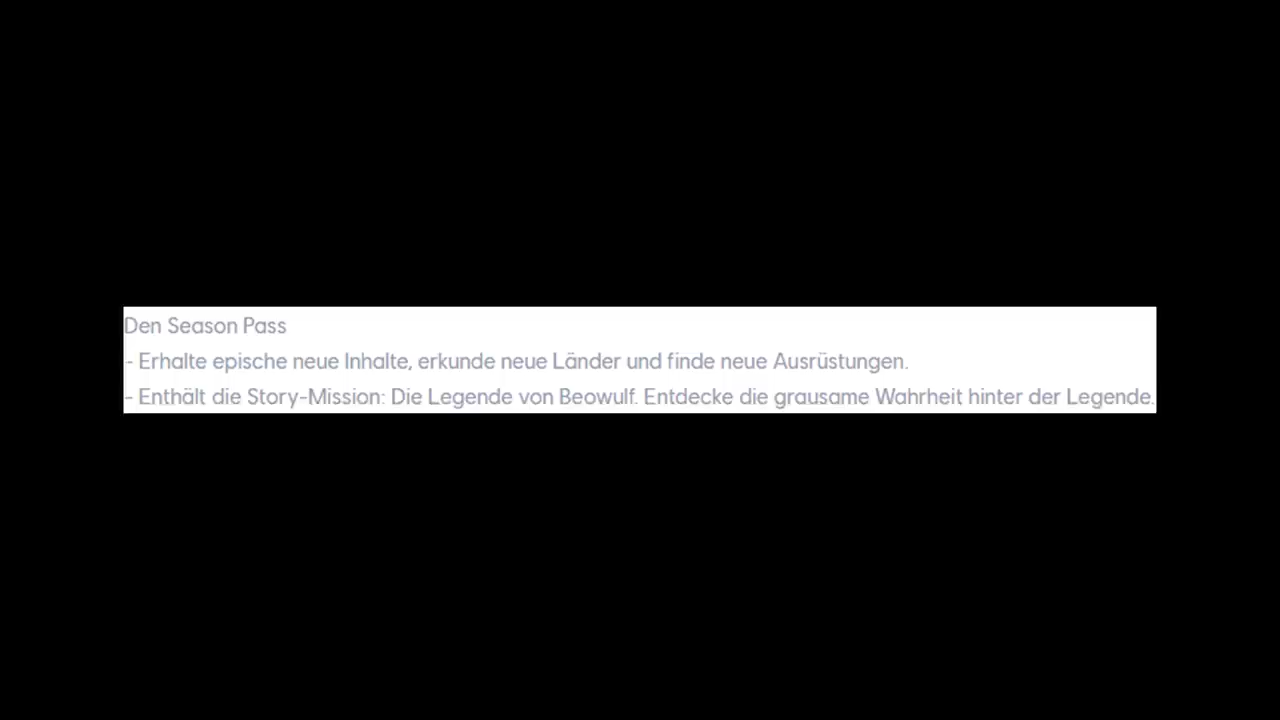 Den Season Pass
- Erhalte epische neue Inhalte, erkunde neue Länder und finde neue Ausrüstungen.
- Enthält die Story-Mission: Die Legende von Beowulf. Entdecke die grausame Wahrheit hinter der Legende.